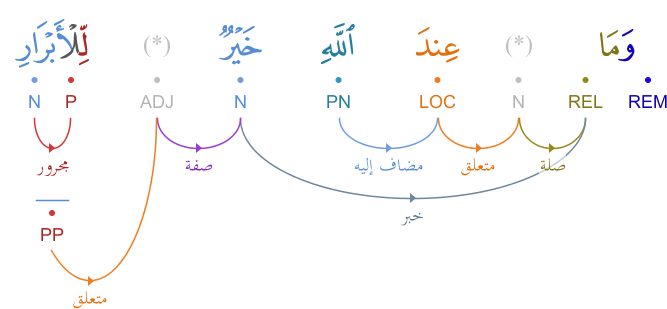 وَمَا (*) عِندَ ٱللَّهِ خَيْرٌ (*) لِّلْأَبْرَارِ
REM REL N LOC PN N ADJ P N
صلة متعلق مضاف إليه صفة مجرور
خبر
PP
متعلق